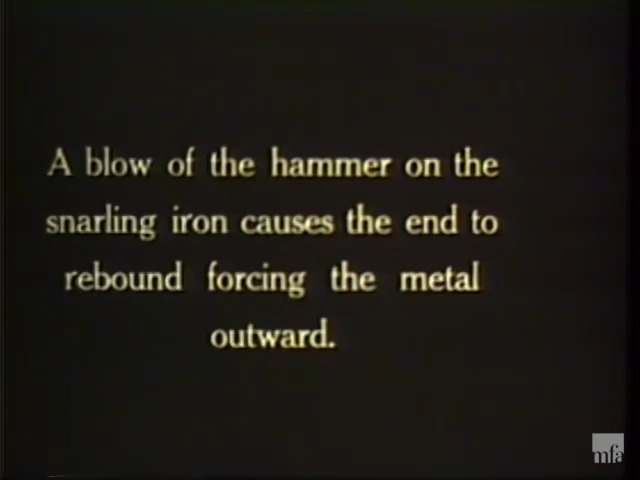 A blow of the hammer on the
snarling iron causes the end to
rebound forcing the metal
outward.
mfa